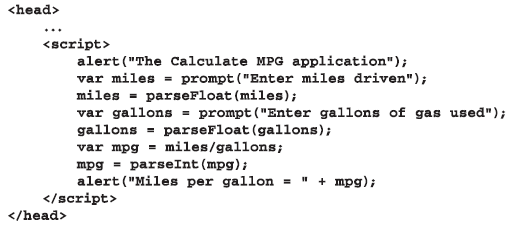 <head>
...
<script>
alert("The Calculate MPG application");
var miles = prompt("Enter miles driven");
miles = parseFloat(miles);
var gallons = prompt("Enter gallons of gas used");
gallons = parseFloat(gallons);
var mpg = miles/gallons;
mpg = parseInt(mpg);
alert("Miles per gallon = " + mpg);
</script>
</head>